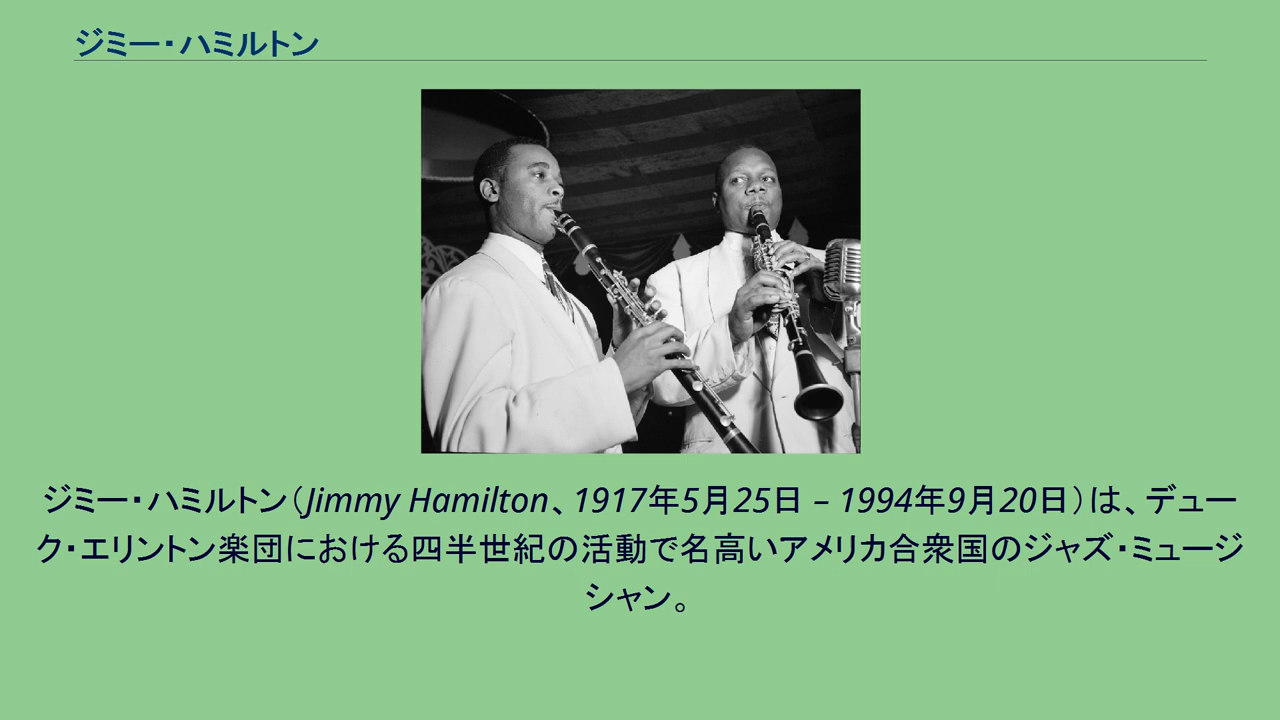 ジミー・ハミルトン
ジミー・ハミルトン（Jimmy Hamilton、1917年5月25日 – 1994年9月20日）は、デュー
ク・エリントン楽団における四半世紀の活動で名高いアメリカ合衆国のジャズ・ミュージ
シャン。